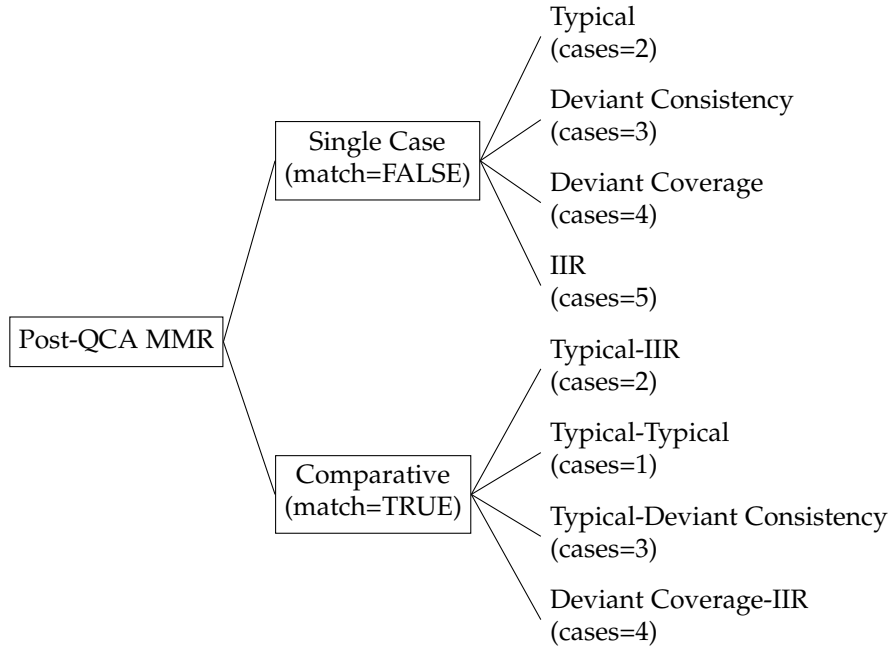 Typical
(cases=2)
Deviant Consistency
(cases=3)
Single Case
(match=FALSE)
Deviant Coverage
(cases=4)
IIR
(cases=5)
Post-QCA MMR
Typical-IIR
(cases=2)
Typical-Typical
(cases=1)
Comparative
(match=TRUE)
Typical-Deviant Consistency
(cases=3)
Deviant Coverage-IIR
(cases=4)